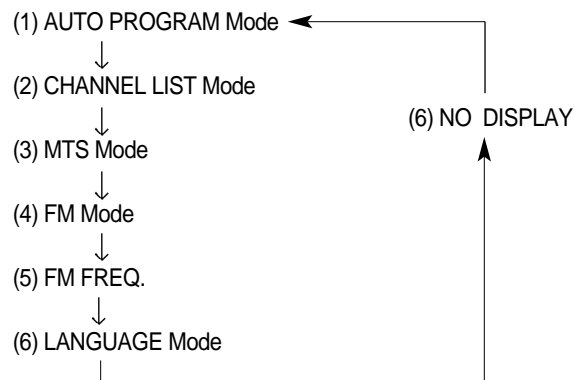 (1) AUTO PROGRAM Mode
(2) CHANNEL LIST Mode
(6) NO DISPLAY
(3) MTS Mode
(4) FM Mode
(5) FM FREQ.
(6) LANGUAGE Mode